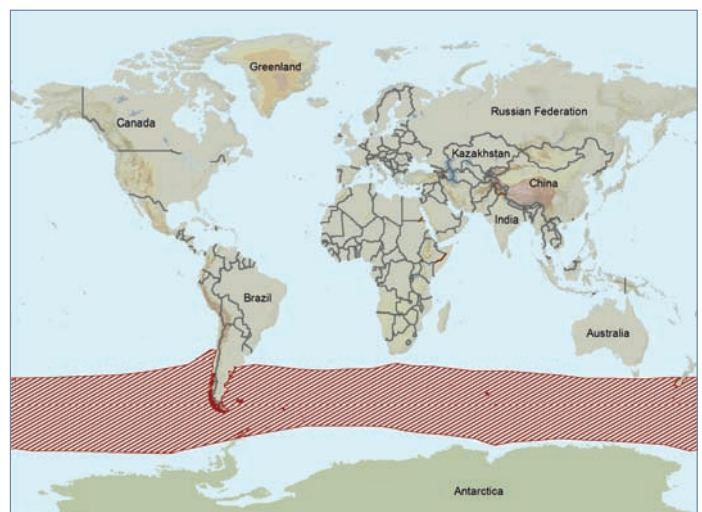 Greenland
Russian Federation
Canada
Kazakhstan
China
India
Brazil
Australia
Antarctica